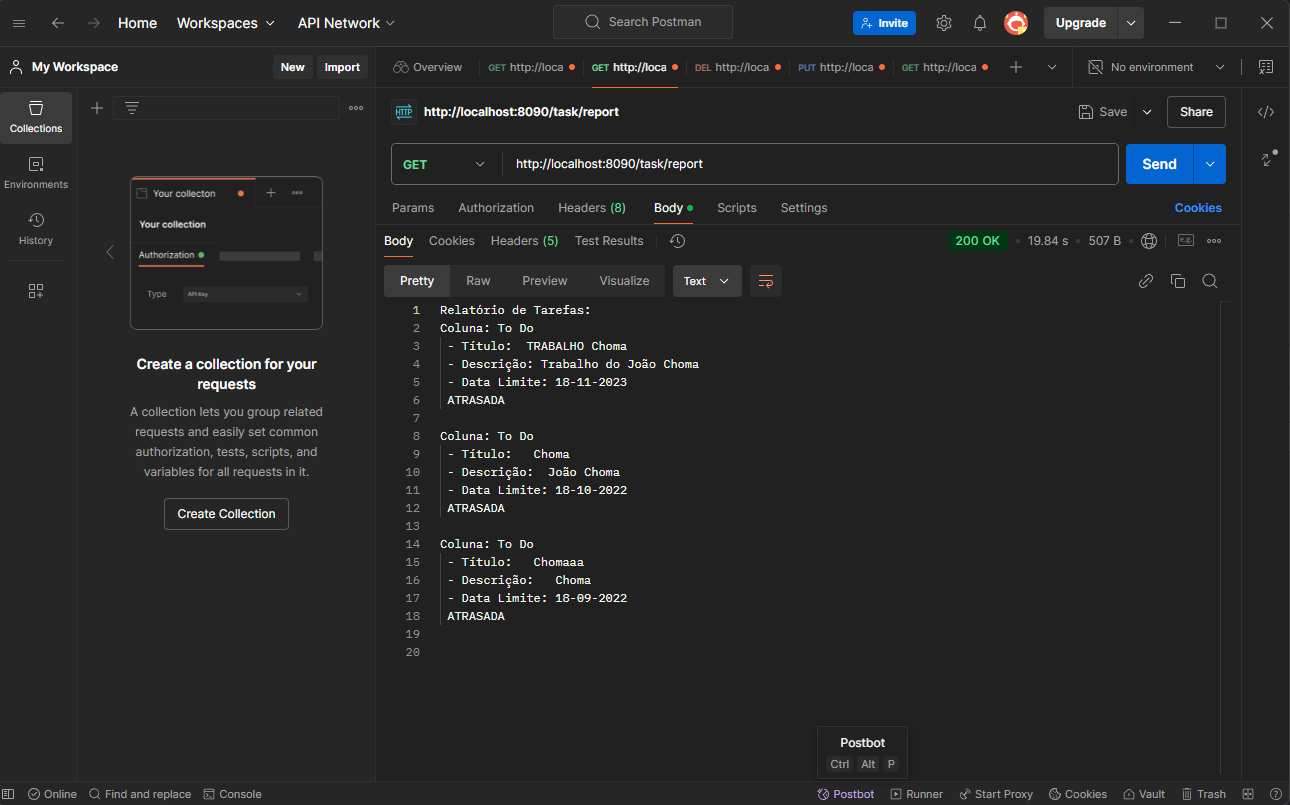 Home Workspaces API Network Search Postman Invite Upgrade
My Workspace New Import Overview GET http://loca GET http://loca DEL http://loca PUT http://loca GET http://loca No environment
Collections
Environments
History
Your collecton
Your collection
Authorization
Type API Key
Create a collection for your
requests
A collection lets you group related
requests and easily set common
authorization, tests, scripts, and
variables for all requests in it.
Create Collection
HTTP http://localhost:8090/task/report Save Share
GET http://localhost:8090/task/report Send
Params Authorization Headers (8) Body Scripts Settings Cookies
Body Cookies Headers (5) Test Results 200 OK 19.84 s 507 B
Pretty Raw Preview Visualize Text
1 Relatório de Tarefas:
2 Coluna: To Do
3 - Título:  TRABALHO Choma
4 - Descrição: Trabalho do João Choma
5 - Data Limite: 18-11-2023
6 ATRASADA
7
8 Coluna: To Do
9 - Título:   Choma
10 - Descrição:  João Choma
11 - Data Limite: 18-10-2022
12 ATRASADA
13
14 Coluna: To Do
15 - Título:   Chomaaa
16 - Descrição:   Choma
17 - Data Limite: 18-09-2022
18 ATRASADA
19
20
Postbot
Ctrl Alt P
Online Find and replace Console Postbot Runner Start Proxy Cookies Vault Trash